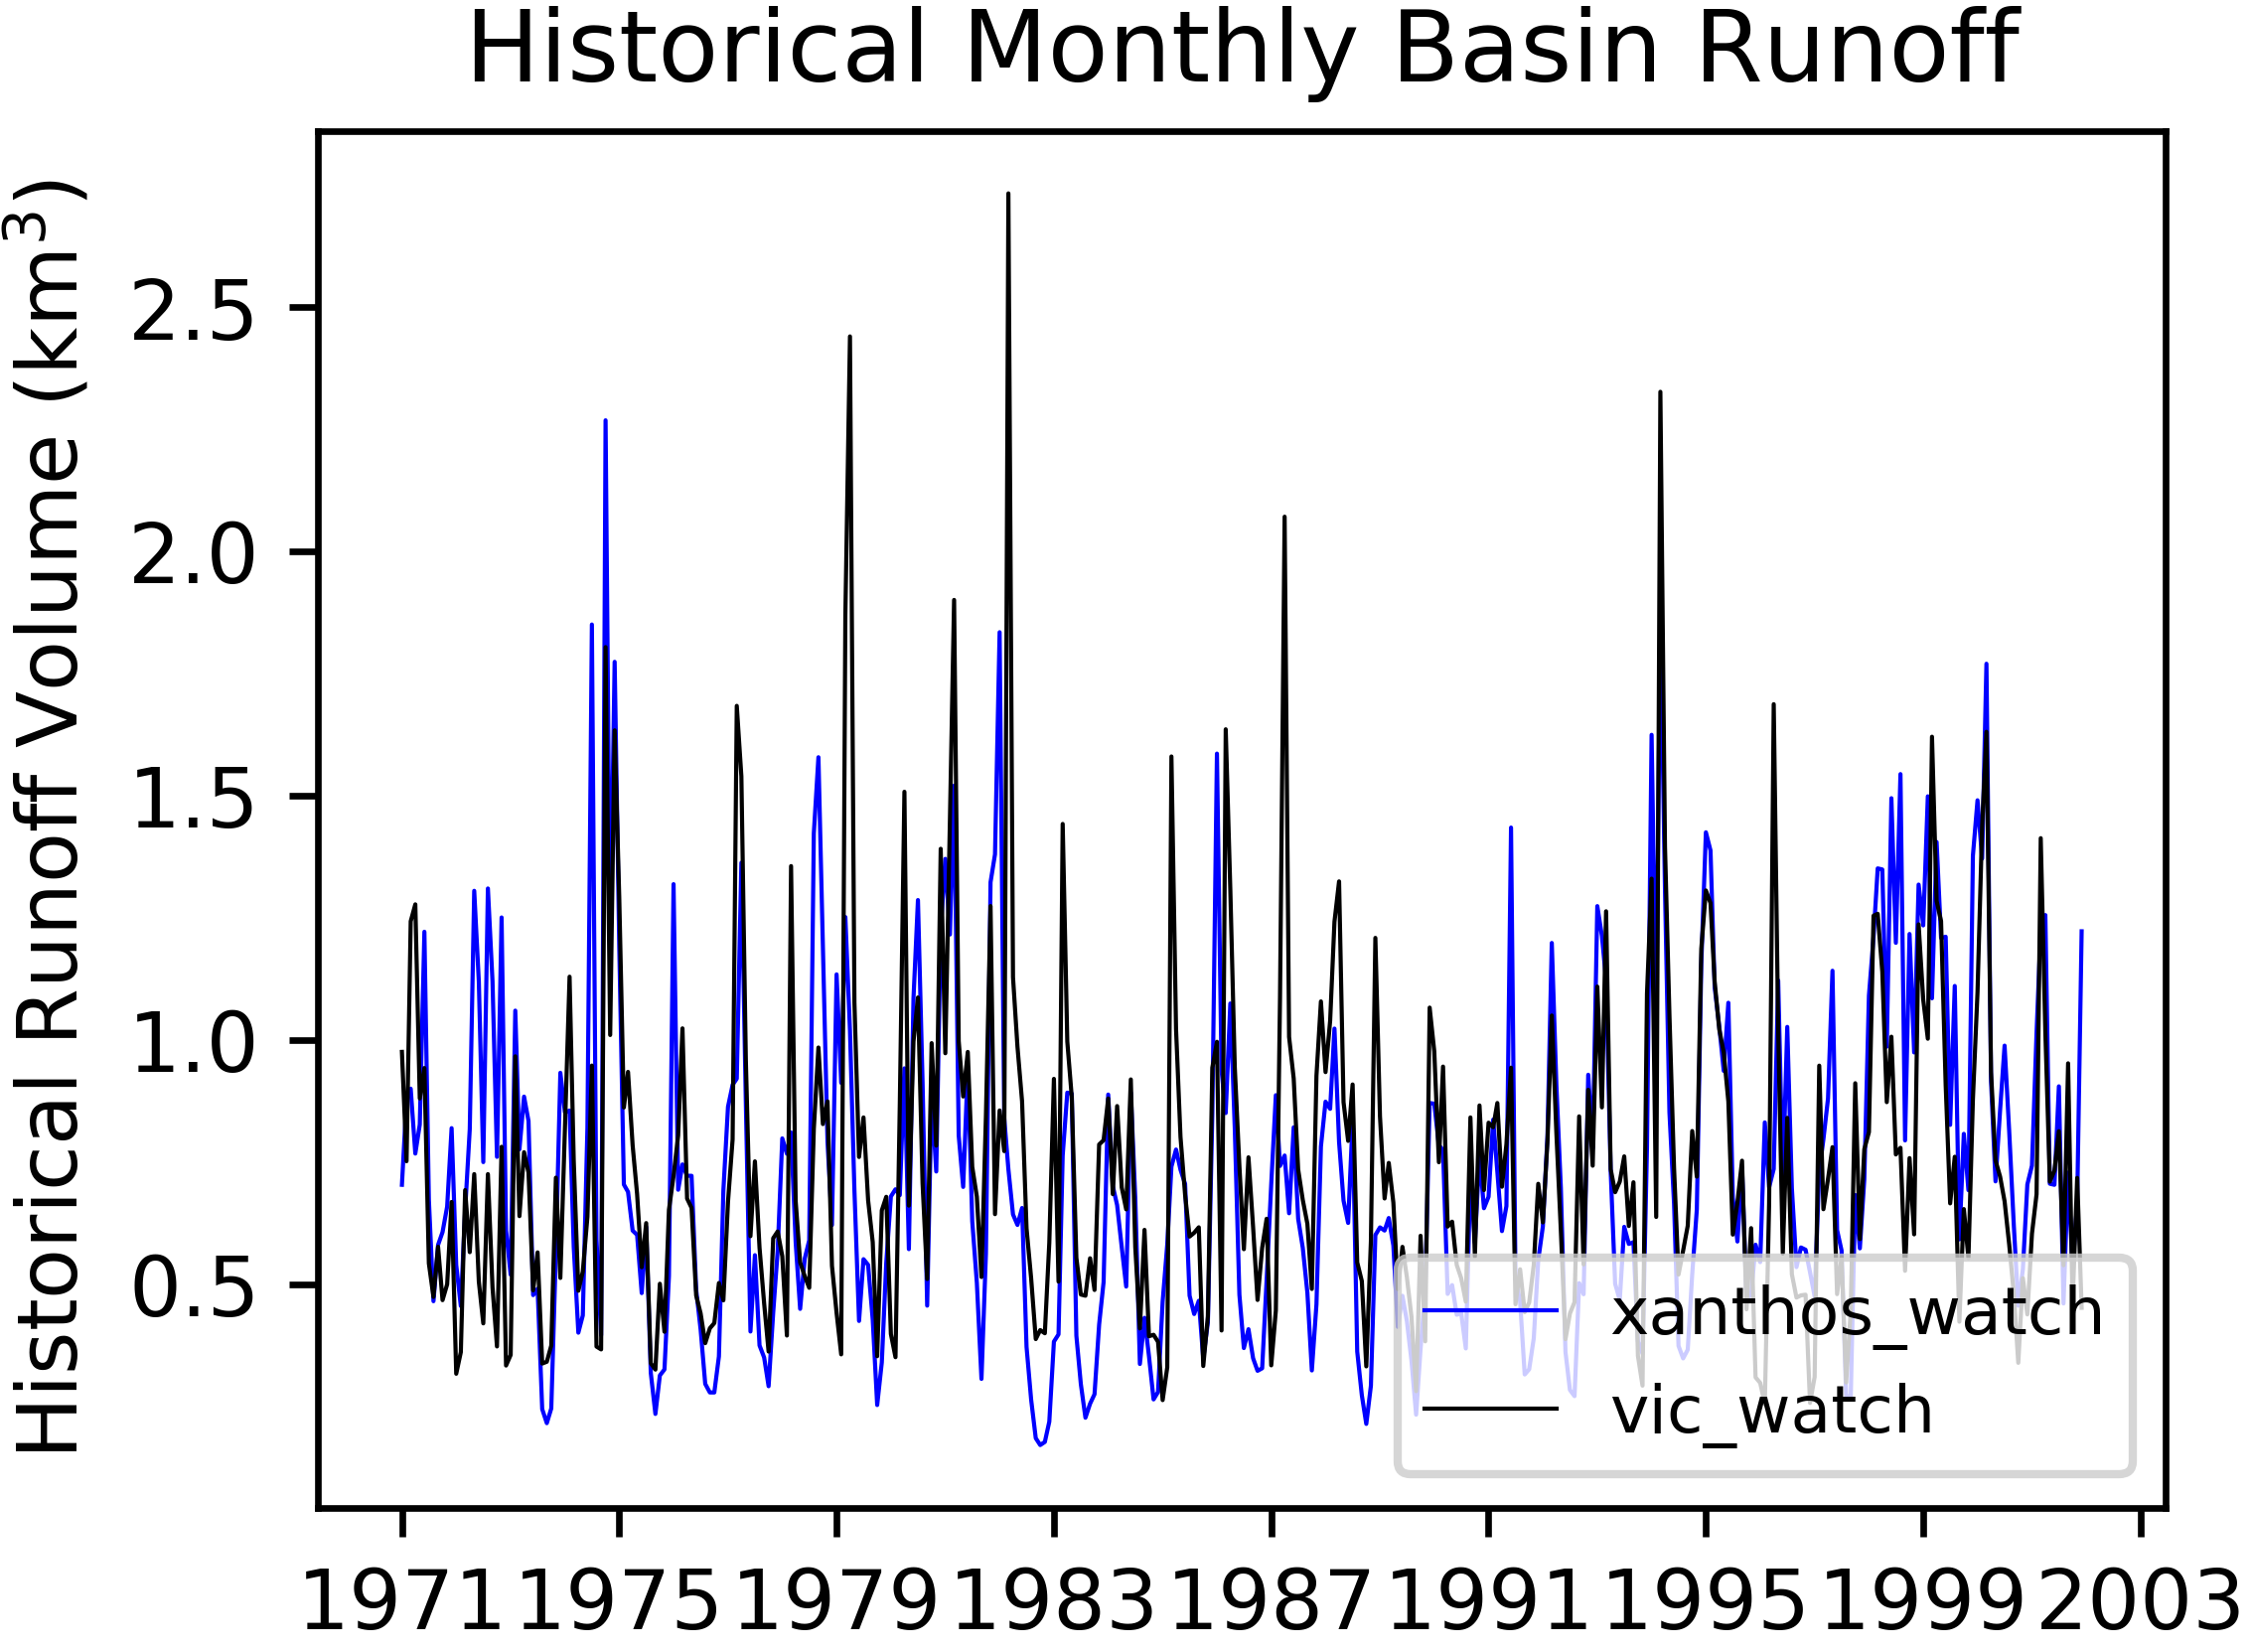 Historical Monthly Basin Runoff
Historical Runoff Volume (km³)
2.5
2.0
1.5
1.0
0.5
xanthos_watch
vic_watch
1971 1975 1979 1983 1987 1991 1995 1999 2003